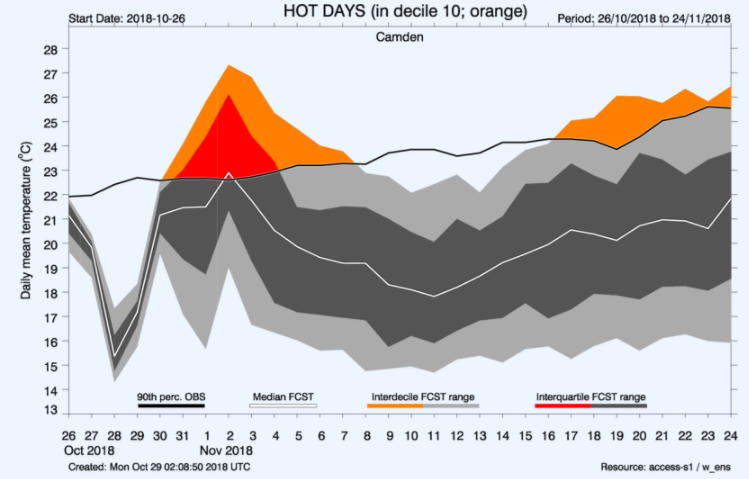 HOT DAYS (in decile 10; orange)
Start Date: 2018-10-26
Period: 26/10/2018 to 24/11/2018
Camden
Daily mean temperature (°C)
28
27
26
25
24
23
22
21
20
19
18
17
16
15
14
13
90th perc. OBS
Median FCST
Interdecile FCST range
Interquartile FCST range
26 27 28 29 30 31 1 2 3 4 5 6 7 8 9 10 11 12 13 14 15 16 17 18 19 20 21 22 23 24
Oct 2018
Nov 2018
Created: Mon Oct 29 02:08:50 2018 UTC
Resource: access-s1 / w_ens